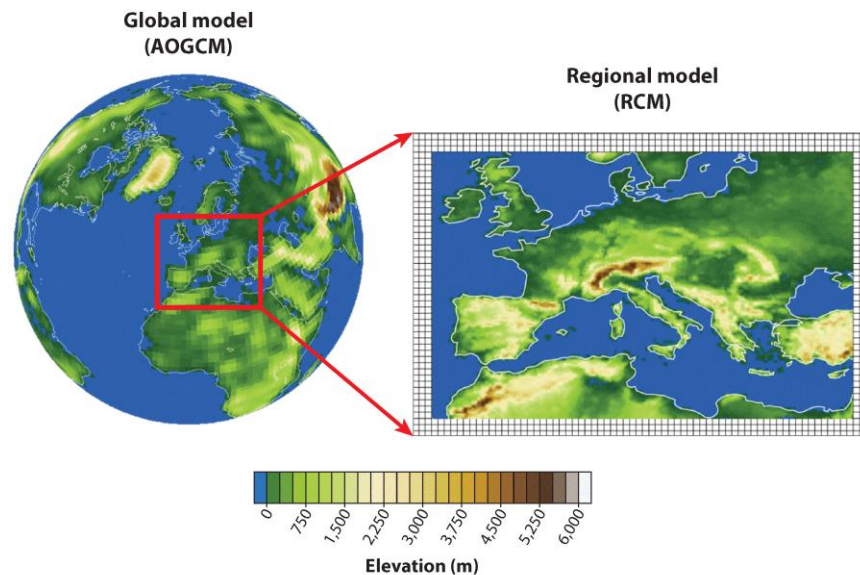 Global model
(AOGCM)
Regional model
(RCM)
0
750
1,500
2,250
3,000
3,750
4,500
5,250
6,000
Elevation (m)